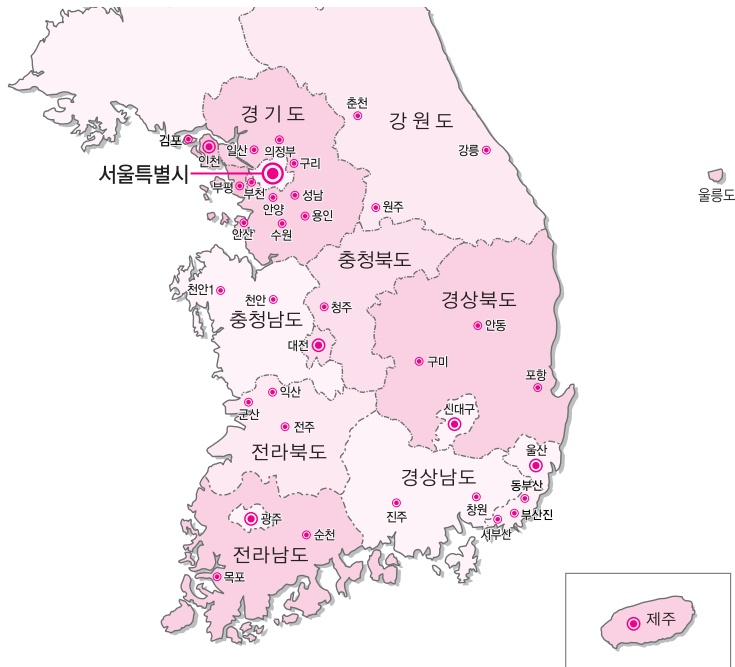 경기도
춘천
강원도
김포
인천
일산
의정부
강릉
구리
서울특별시
부평
부천
성남
울릉도
안양
용인
원주
안산
수원
충청북도
천안1
천안
경상북도
청주
충청남도
안동
대전
구미
포항
익산
군산
신대구
전주
전라북도
울산
경상남도
동부산
창원
진주
부산진
서부산
광주
순천
전라남도
목포
제주